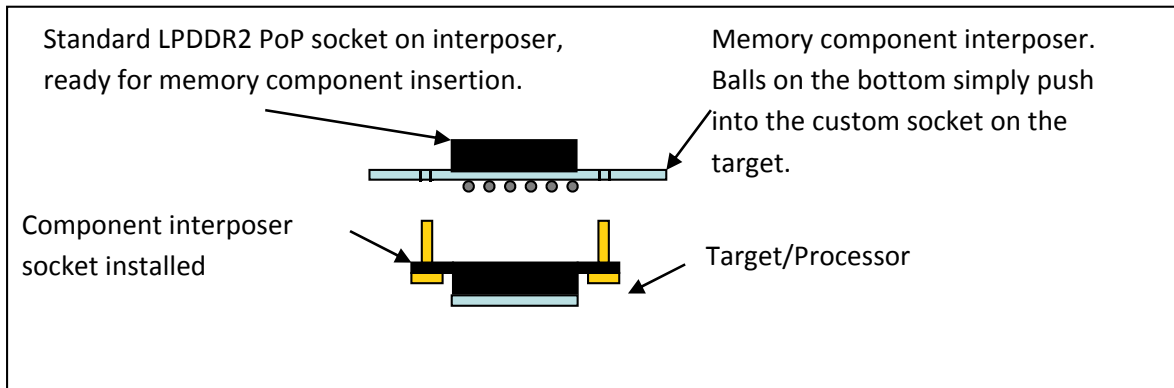 Standard LPDDR2 PoP socket on interposer,
ready for memory component insertion.
Memory component interposer.
Balls on the bottom simply push
into the custom socket on the
target.
Component interposer
socket installed
Target/Processor